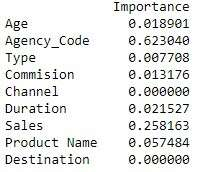 Importance
Age 0.018901
Agency_Code 0.623040
Type 0.007708
Commision 0.013176
Channel 0.000000
Duration 0.021527
Sales 0.258163
Product Name 0.057484
Destination 0.000000